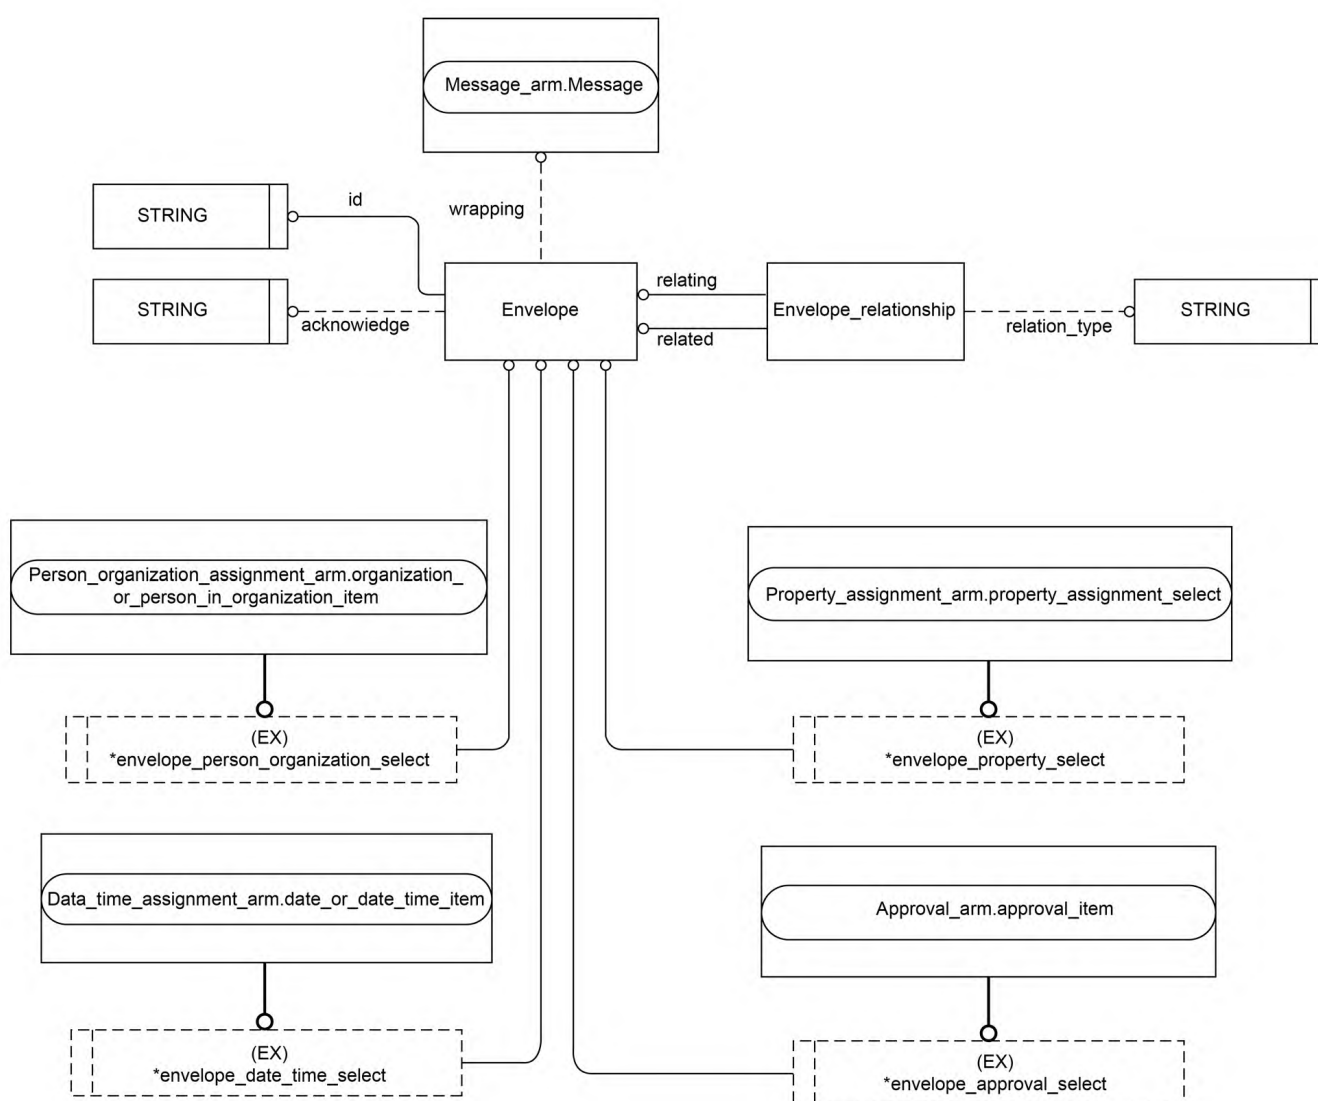 Message_arm.Message
STRING
id
wrapping
STRING
acknowiedge
Envelope
relating
related
Envelope_relationship
relation_type
STRING
Person_organization_assignment_arm.organization_
or_person_in_organization_item
Property_assignment_arm.property_assignment_select
(EX)
*envelope_person_organization_select
(EX)
*envelope_property_select
Data_time_assignment_arm.date_or_date_time_item
Approval_arm.approval_item
(EX)
*envelope_date_time_select
(EX)
*envelope_approval_select